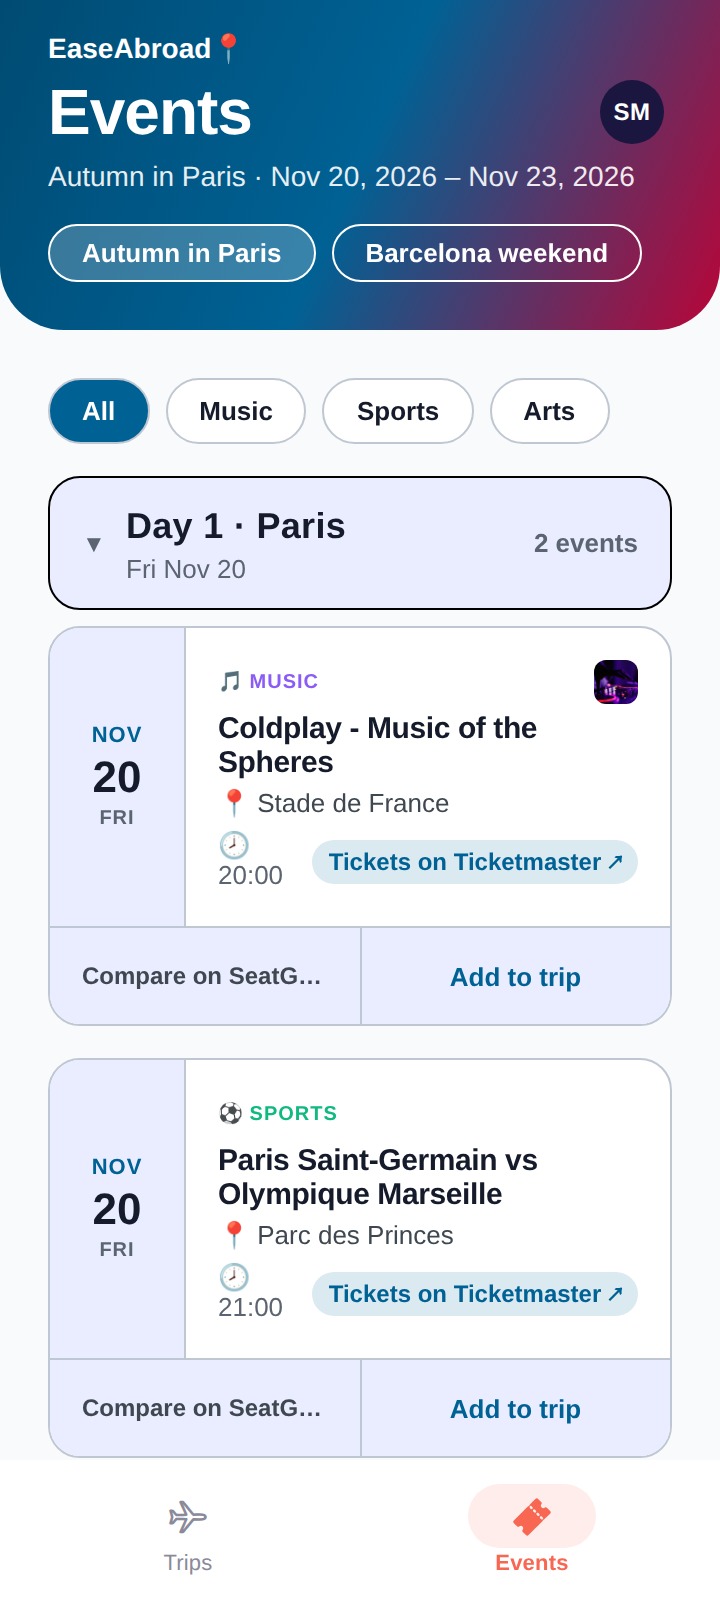 EaseAbroad📍
Events
SM
Autumn in Paris · Nov 20, 2026 – Nov 23, 2026
Autumn in Paris
Barcelona weekend
All
Music
Sports
Arts
▼
Day 1 · Paris
Fri Nov 20
2 events
NOV
20
FRI
🎵 MUSIC
Coldplay - Music of the
Spheres
📍 Stade de France
🕗
20:00
Tickets on Ticketmaster ↗
Compare on SeatG…
Add to trip
NOV
20
FRI
⚽ SPORTS
Paris Saint-Germain vs
Olympique Marseille
📍 Parc des Princes
🕗
21:00
Tickets on Ticketmaster ↗
Compare on SeatG…
Add to trip
Trips
Events